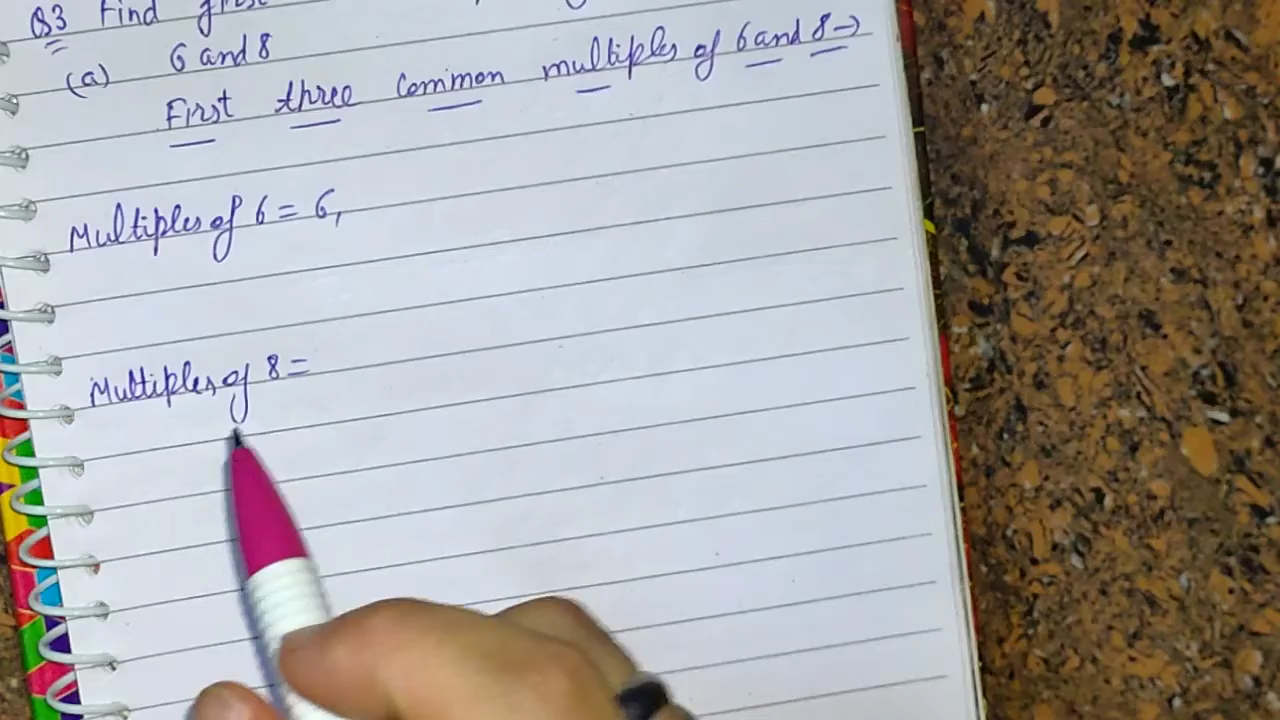 Q3 Find first
(a) 6 and 8
First three common multiples of 6 and 8→
Multiples of 6 = 6,
Multiples of 8 =